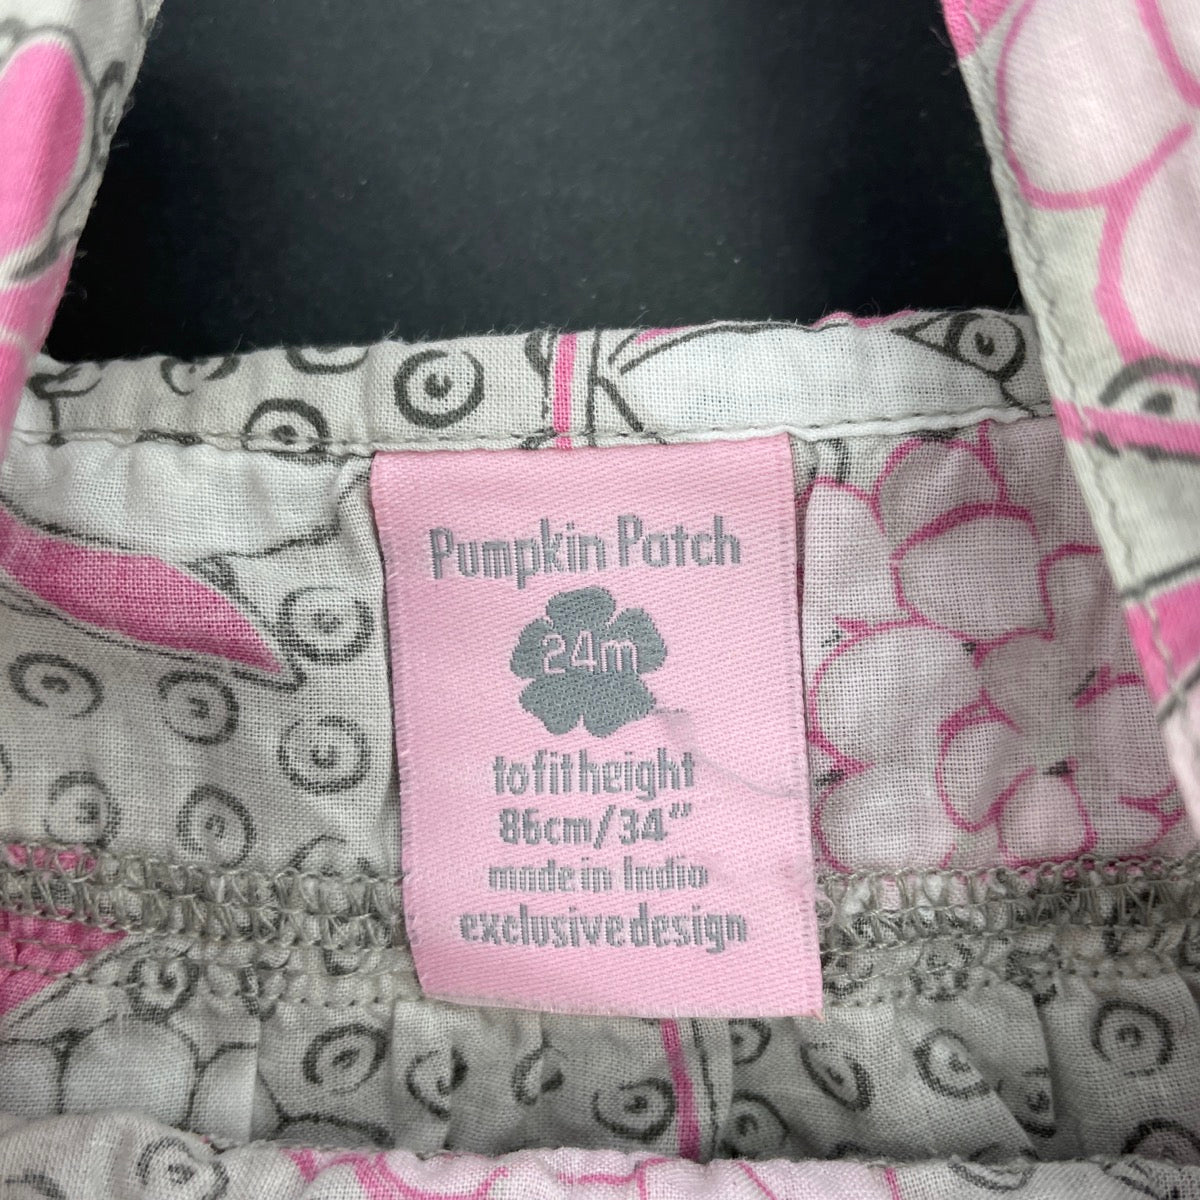 Pumpkin Patch
24m
to fit height
86cm/34"
made in India
exclusive design